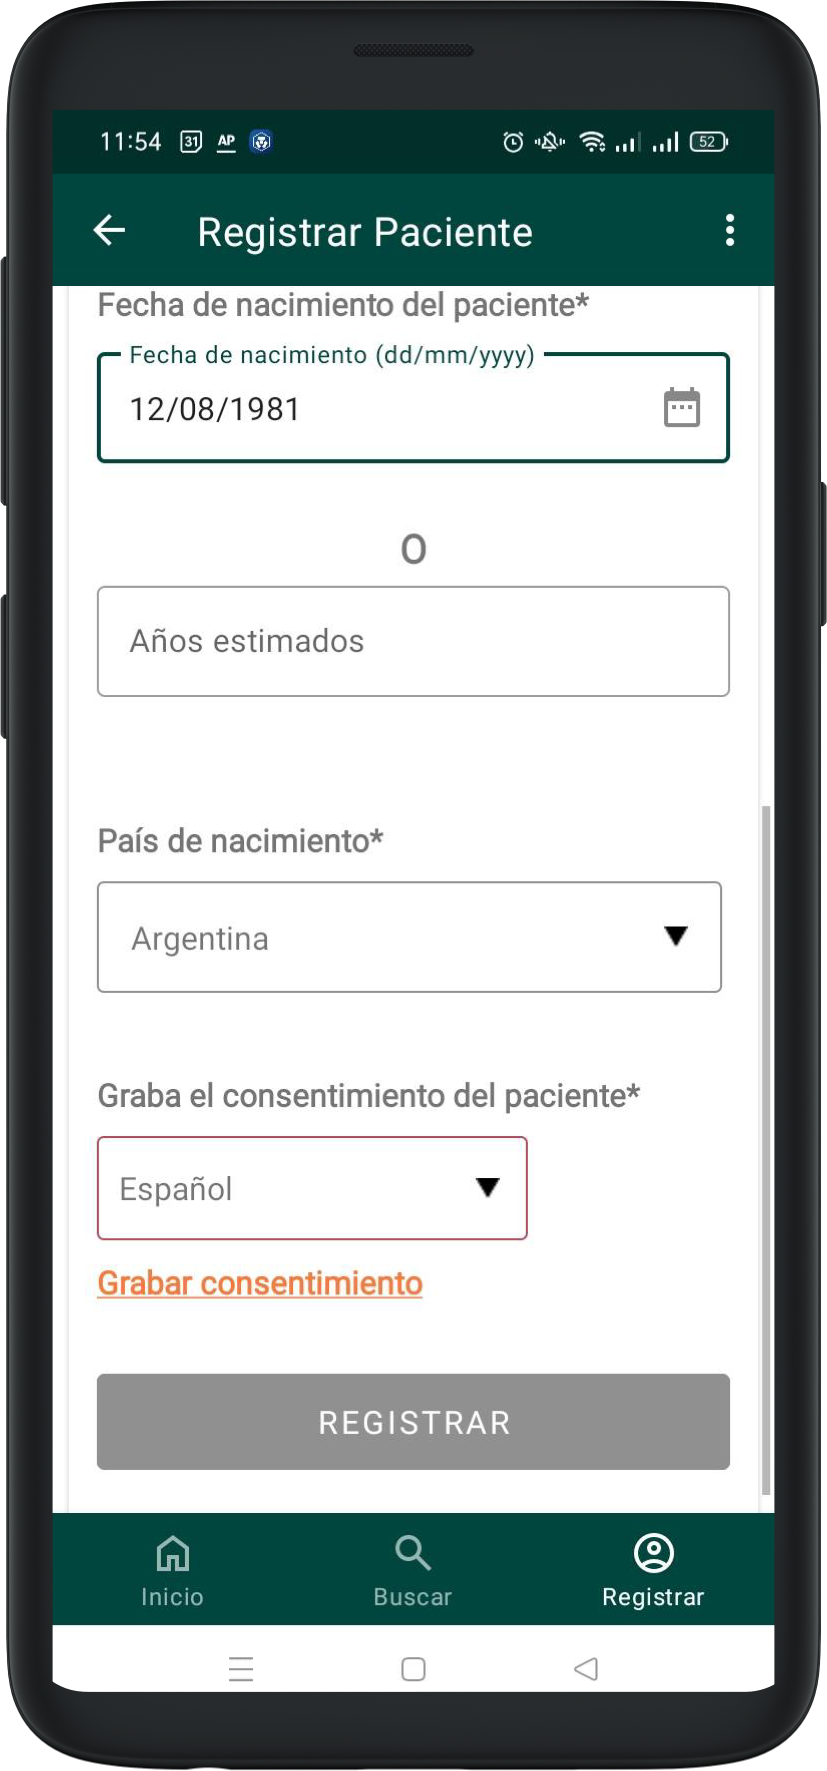 11:54 31 AP 52
Registrar Paciente
Fecha de nacimiento del paciente*
Fecha de nacimiento (dd/mm/yyyy)
12/08/1981
O
Años estimados
País de nacimiento*
Argentina
Graba el consentimiento del paciente*
Español
Grabar consentimiento
REGISTRAR
Inicio Buscar Registrar